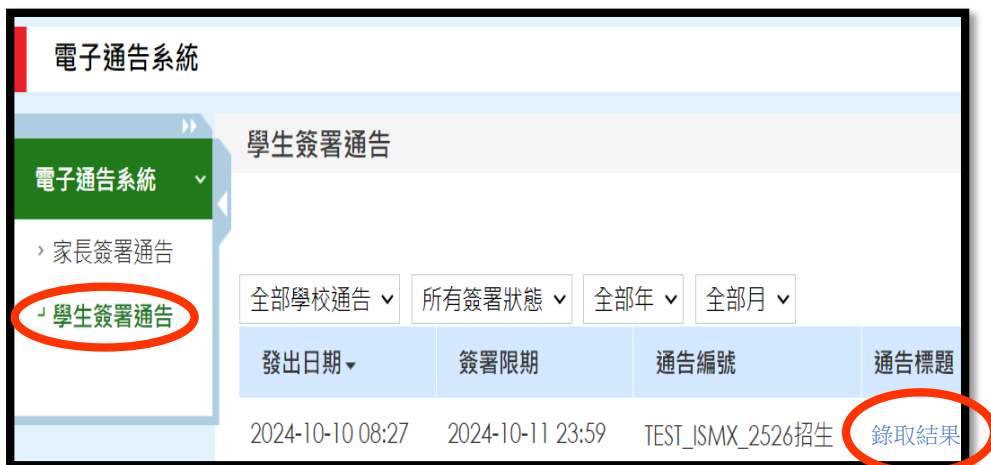 電子通告系統
學生簽署通告
電子通告系統
家長簽署通告
學生簽署通告
全部學校通告 所有簽署狀態 全部年 全部月
發出日期 簽署限期 通告編號 通告標題
2024-10-10 08:27 2024-10-11 23:59 TEST_ISMX_2526招生 錄取結果